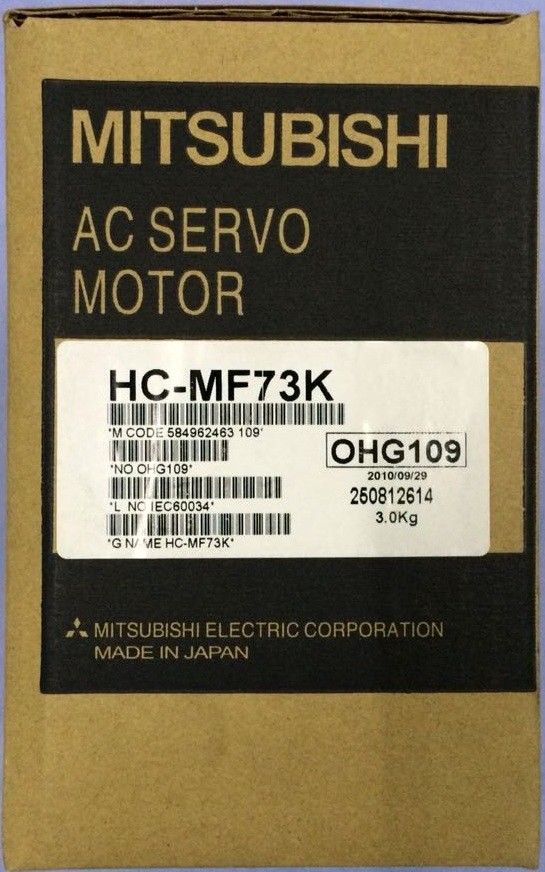 MITSUBISHI
AC SERVO
MOTOR
HC-MF73K
*M CODE 584962463 109*
*NO OHG109*
*L NO IEC60034*
*G NAME HC-MF73K*
OHG109
2010/09/29
250812614
3.0Kg
MITSUBISHI ELECTRIC CORPORATION
MADE IN JAPAN